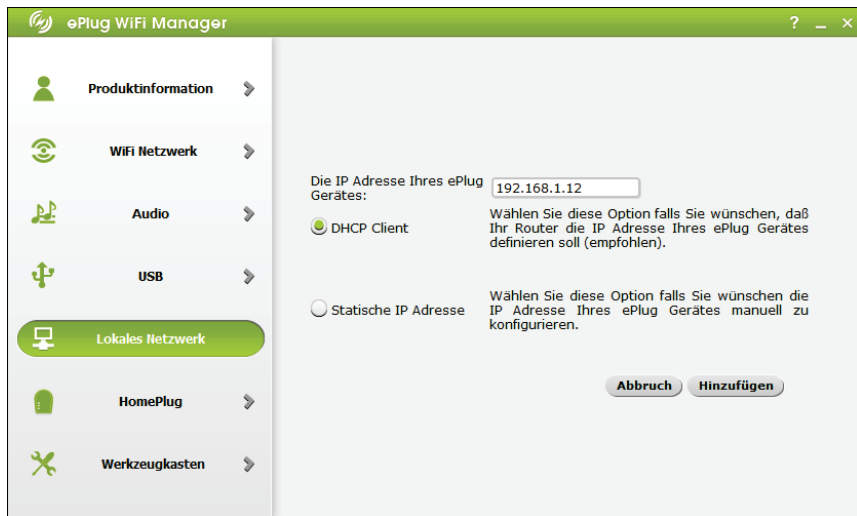 ePlug WiFi Manager
? _ ×
Produktinformation
WiFi Netzwerk
Audio
USB
Lokales Netzwerk
HomePlug
Werkzeugkasten
Die IP Adresse Ihres ePlug
Gerätes:
192.168.1.12
DHCP Client
Wählen Sie diese Option falls Sie wünschen, daß
Ihr Router die IP Adresse Ihres ePlug Gerätes
definieren soll (empfohlen).
Statische IP Adresse
Wählen Sie diese Option falls Sie wünschen die
IP Adresse Ihres ePlug Gerätes manuell zu
konfigurieren.
Abbruch
Hinzufügen